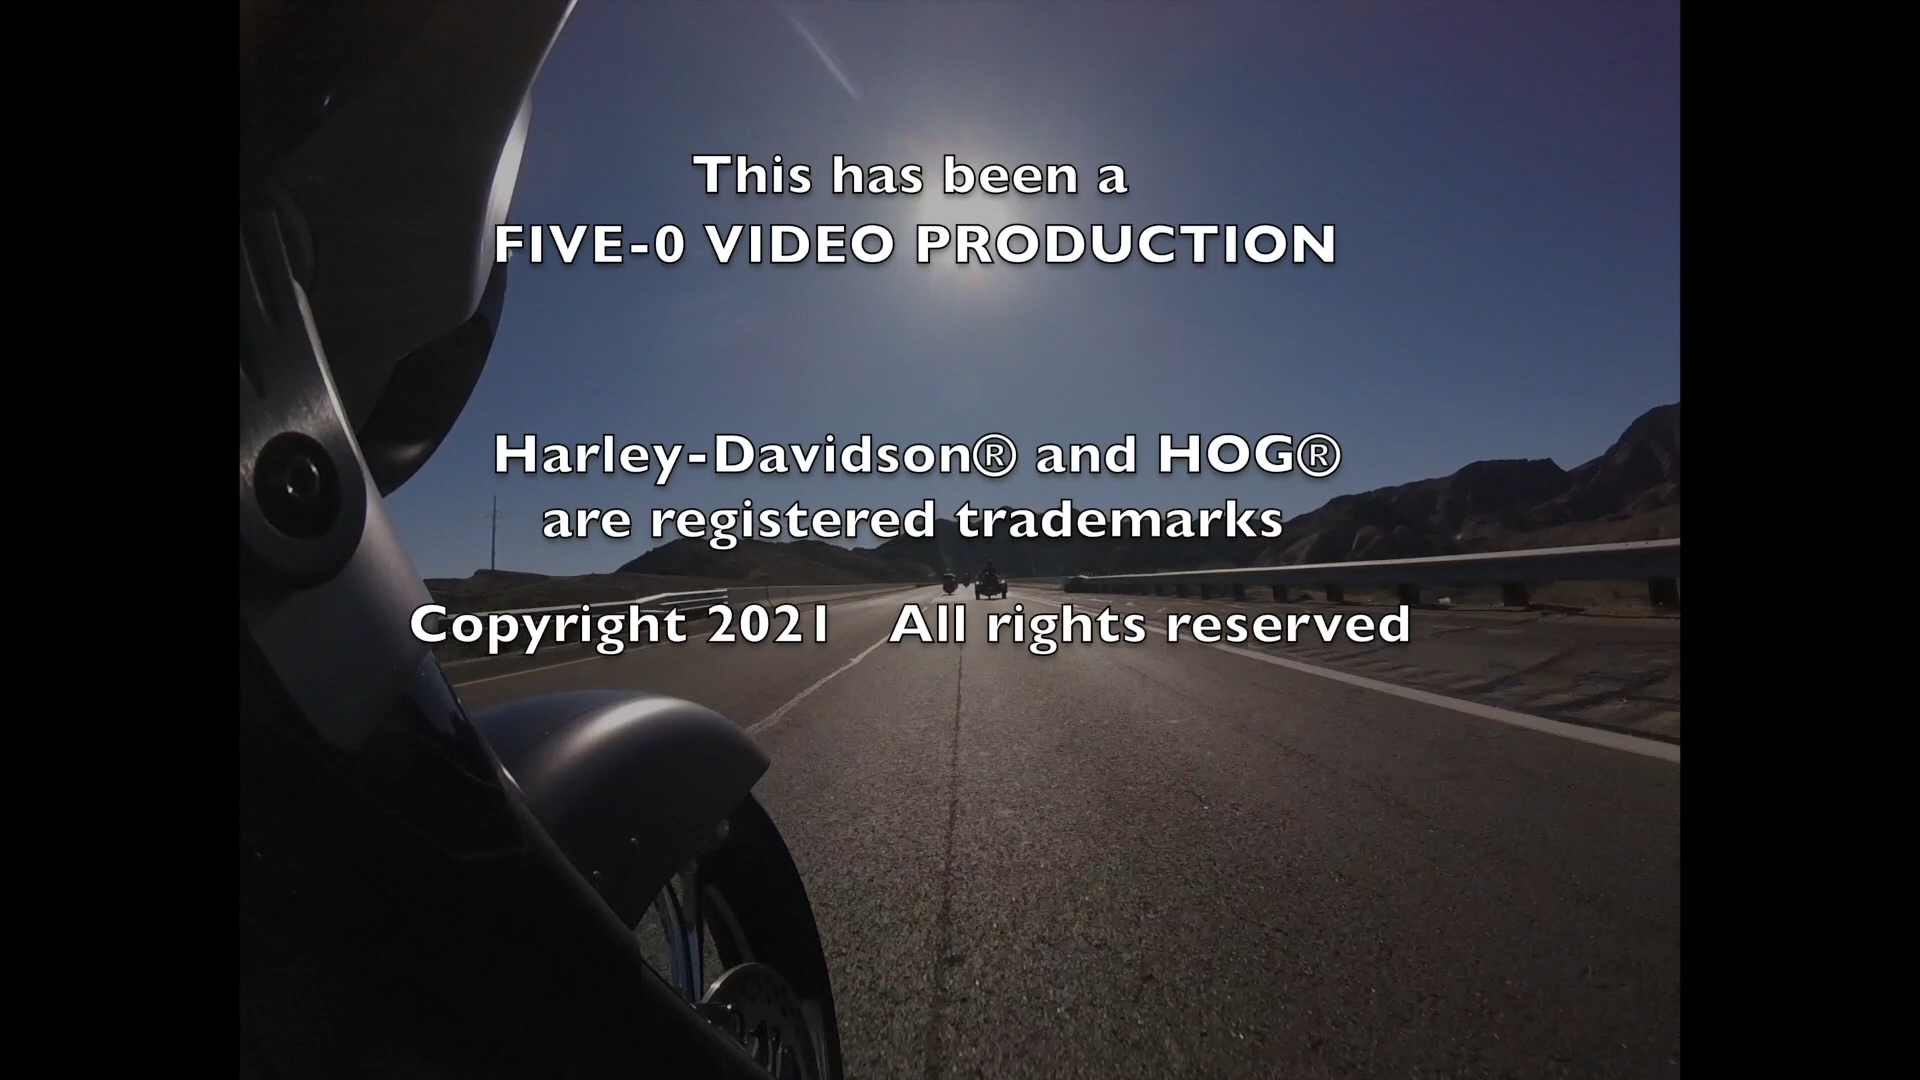 This has been a
FIVE-0 VIDEO PRODUCTION
Harley-Davidson® and HOG®
are registered trademarks
Copyright 2021 All rights reserved